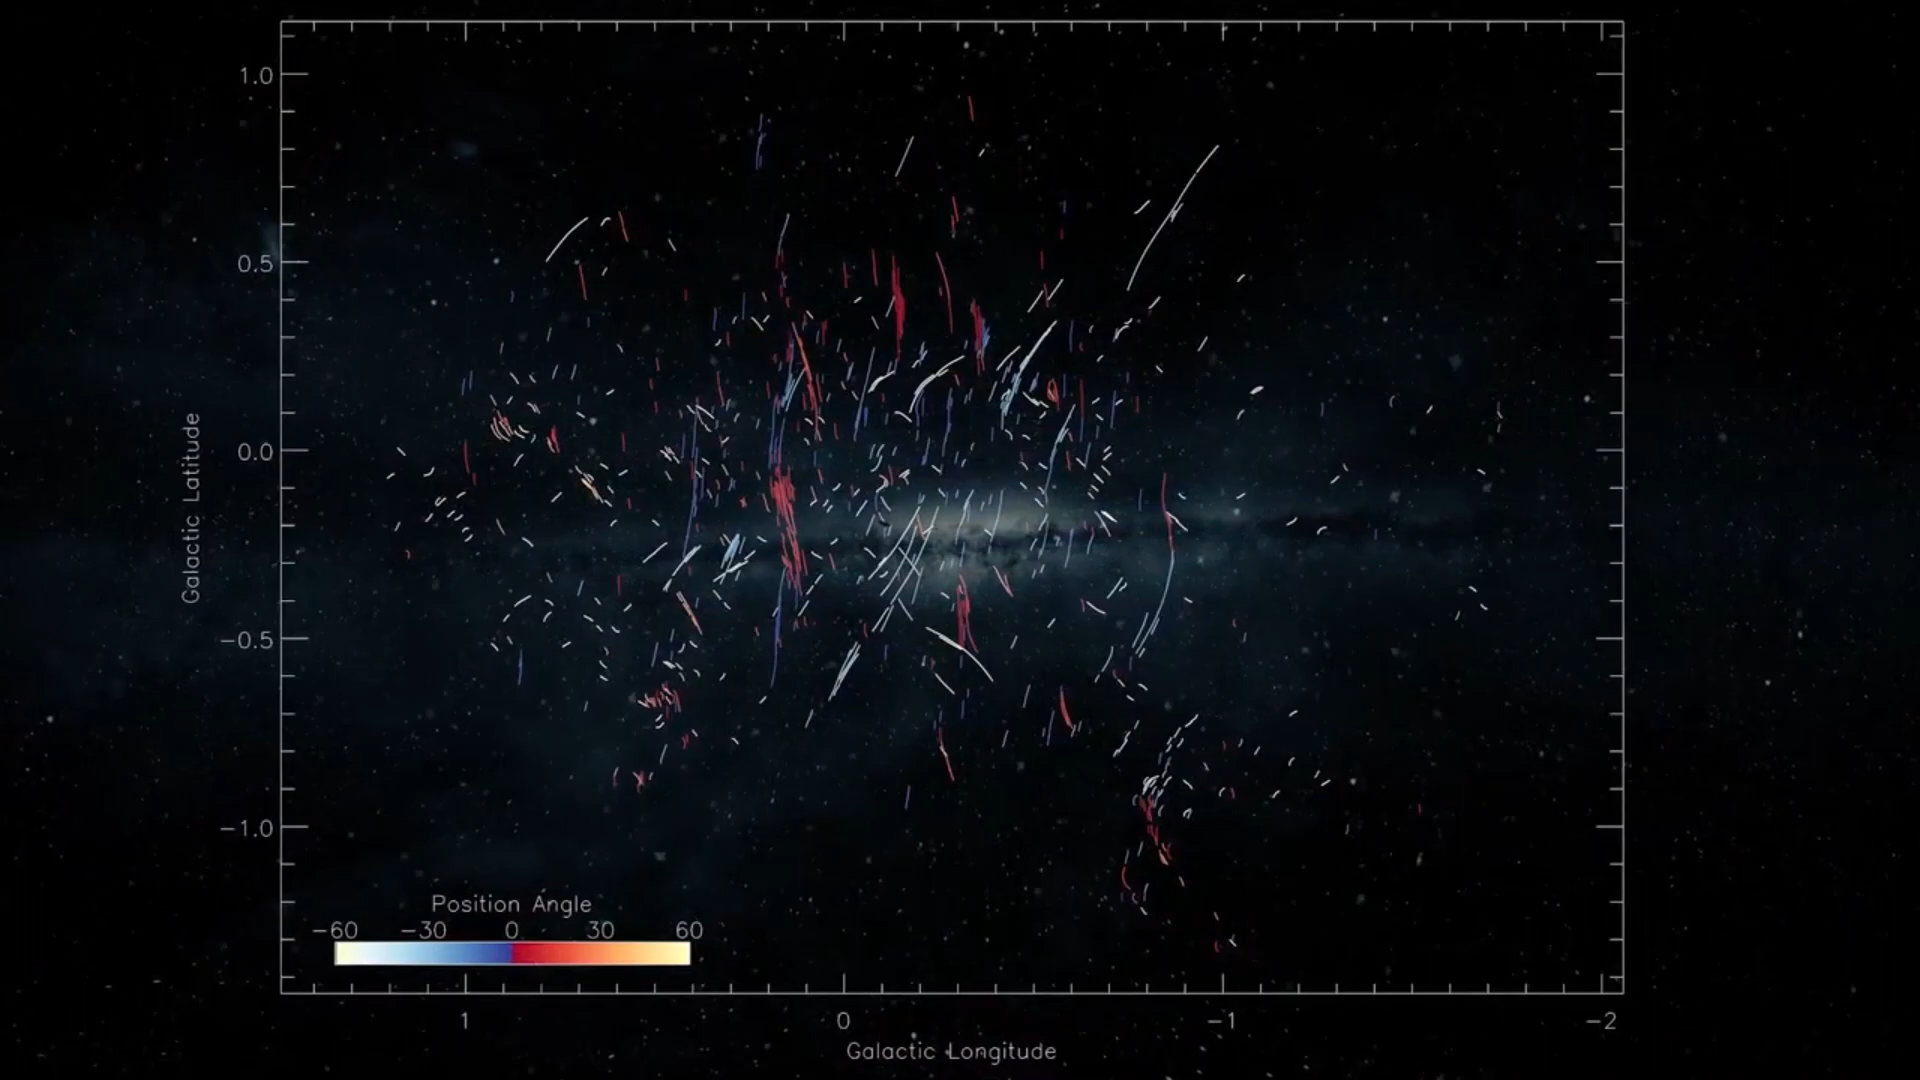 1.0
0.5
0.0
−0.5
−1.0
Galactic Latitude
Position Angle
−60 −30 0 30 60
1 0 −1 −2
Galactic Longitude